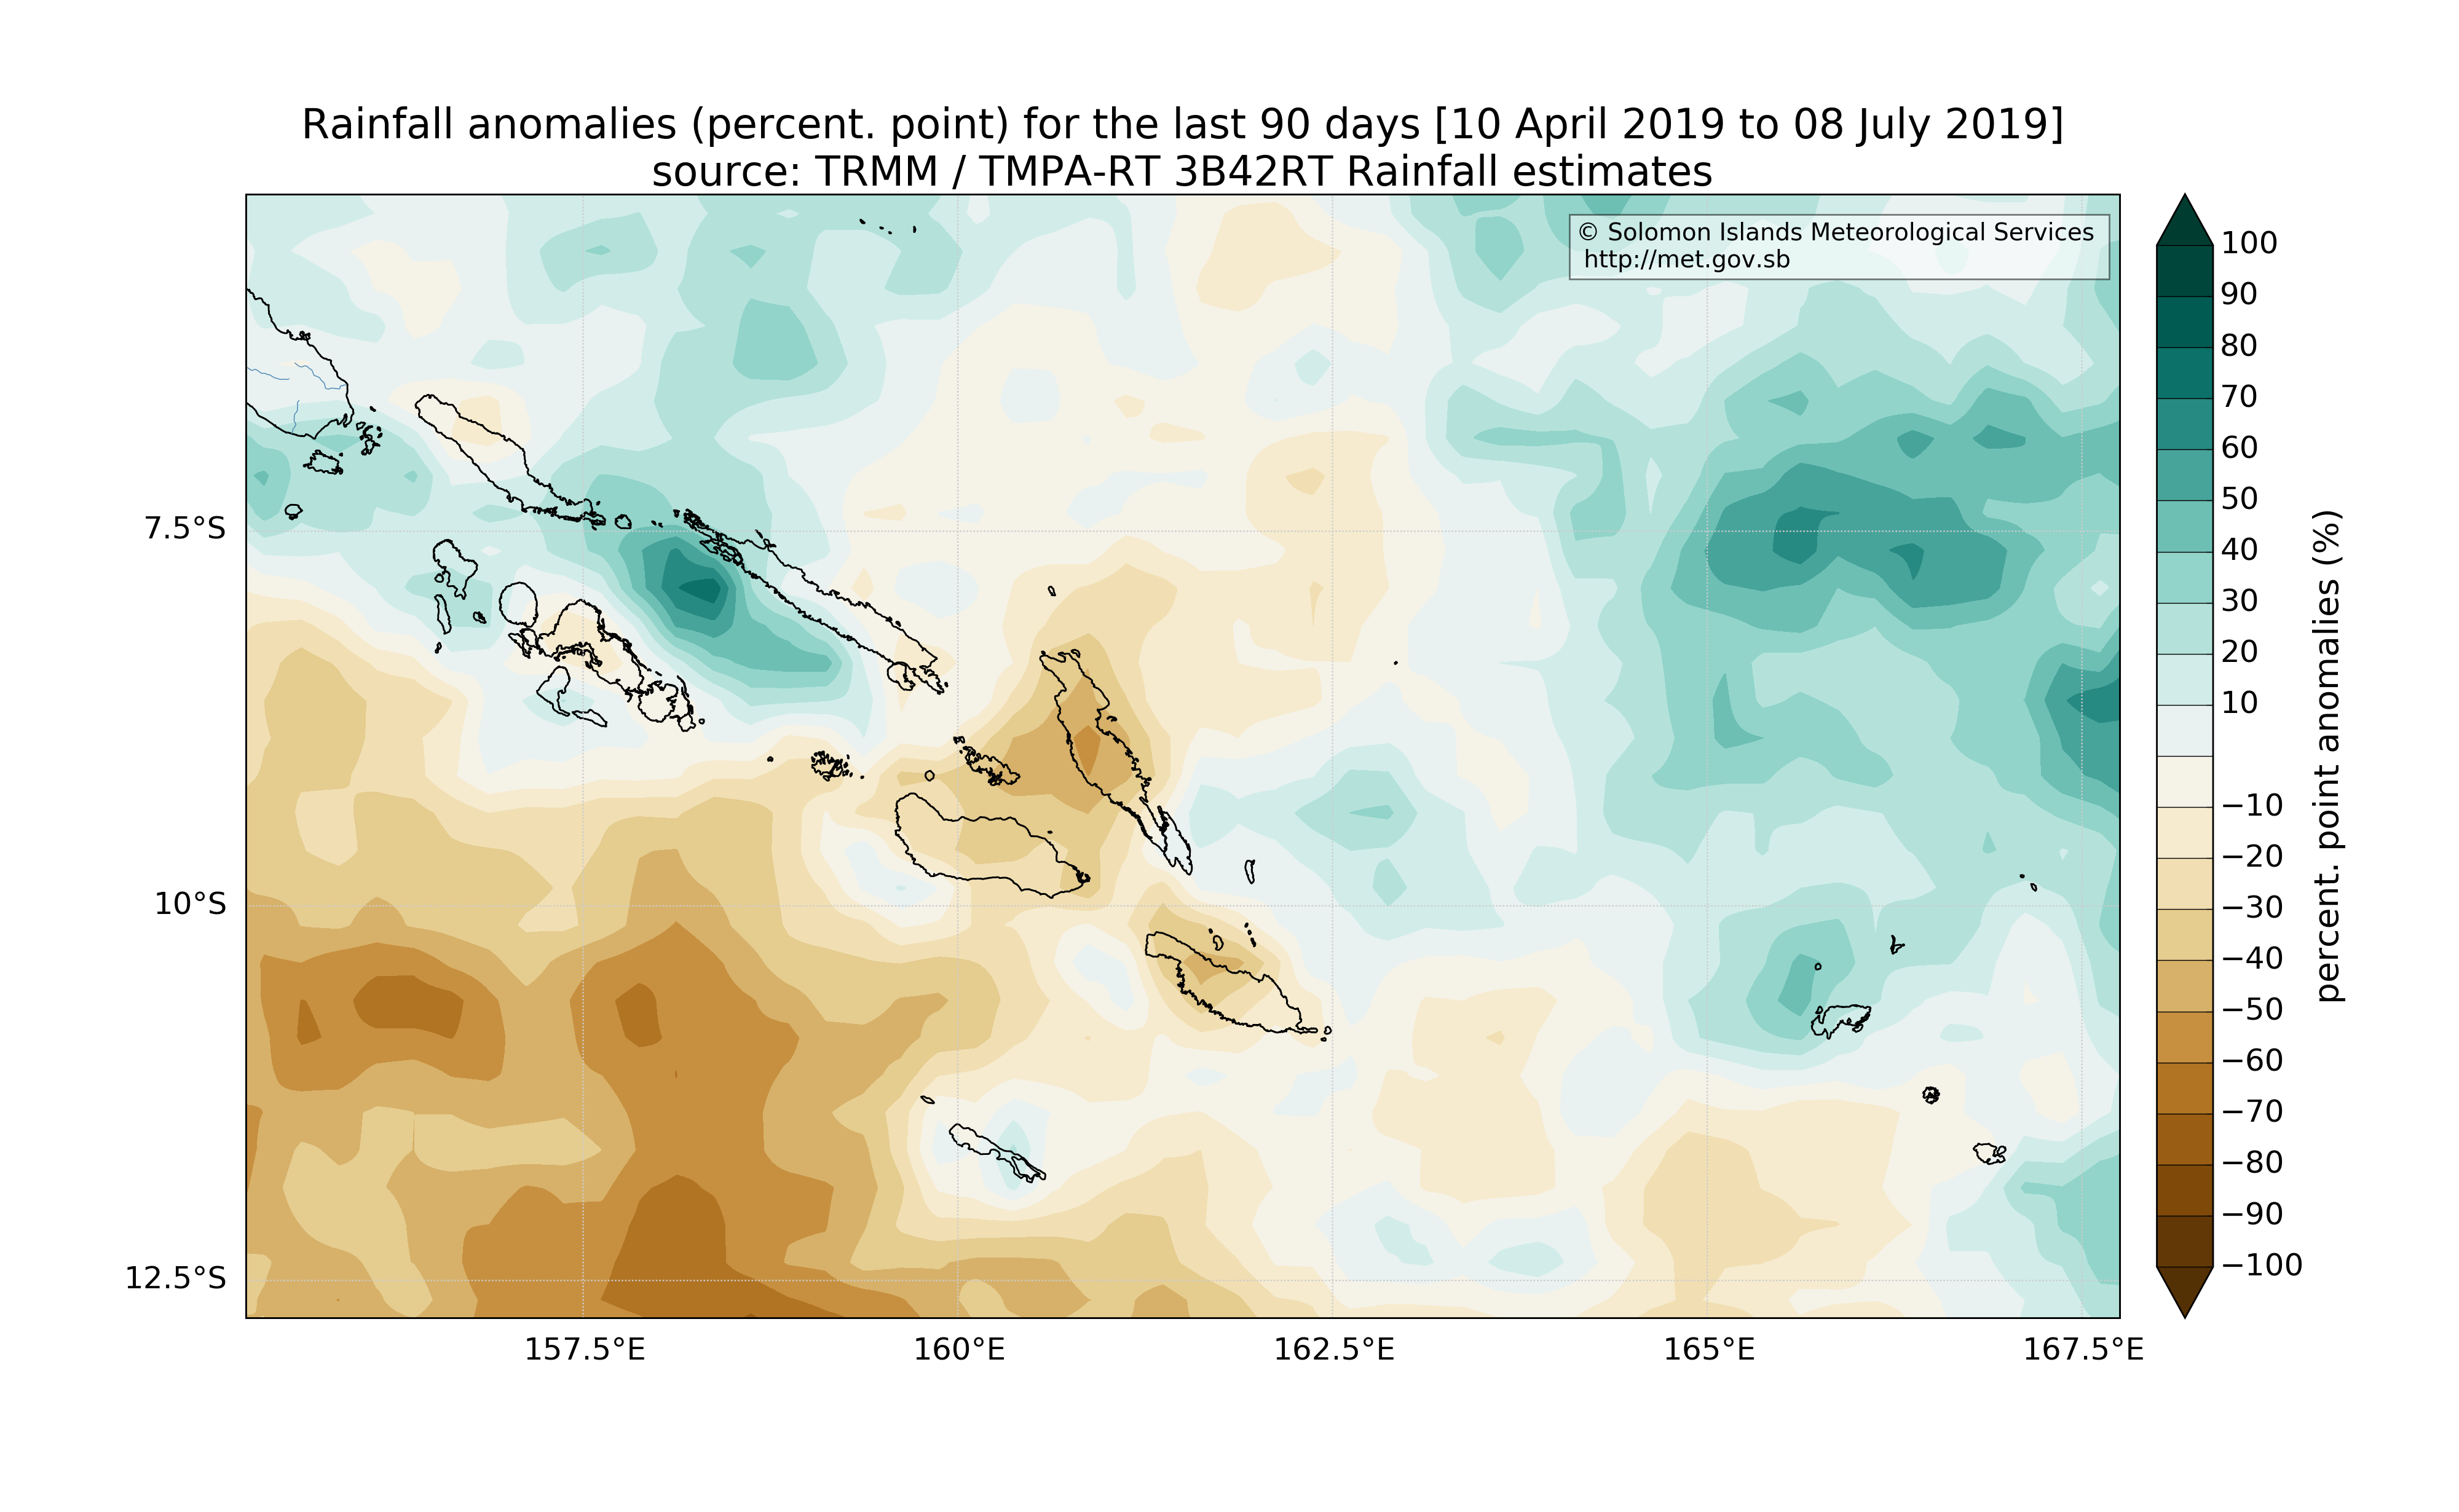 Rainfall anomalies (percent. point) for the last 90 days [10 April 2019 to 08 July 2019]
source: TRMM / TMPA-RT 3B42RT Rainfall estimates
© Solomon Islands Meteorological Services
http://met.gov.sb
7.5°S
10°S
12.5°S
157.5°E
160°E
162.5°E
165°E
167.5°E
100
90
80
70
60
50
40
30
20
10
−10
−20
−30
−40
−50
−60
−70
−80
−90
−100
percent. point anomalies (%)